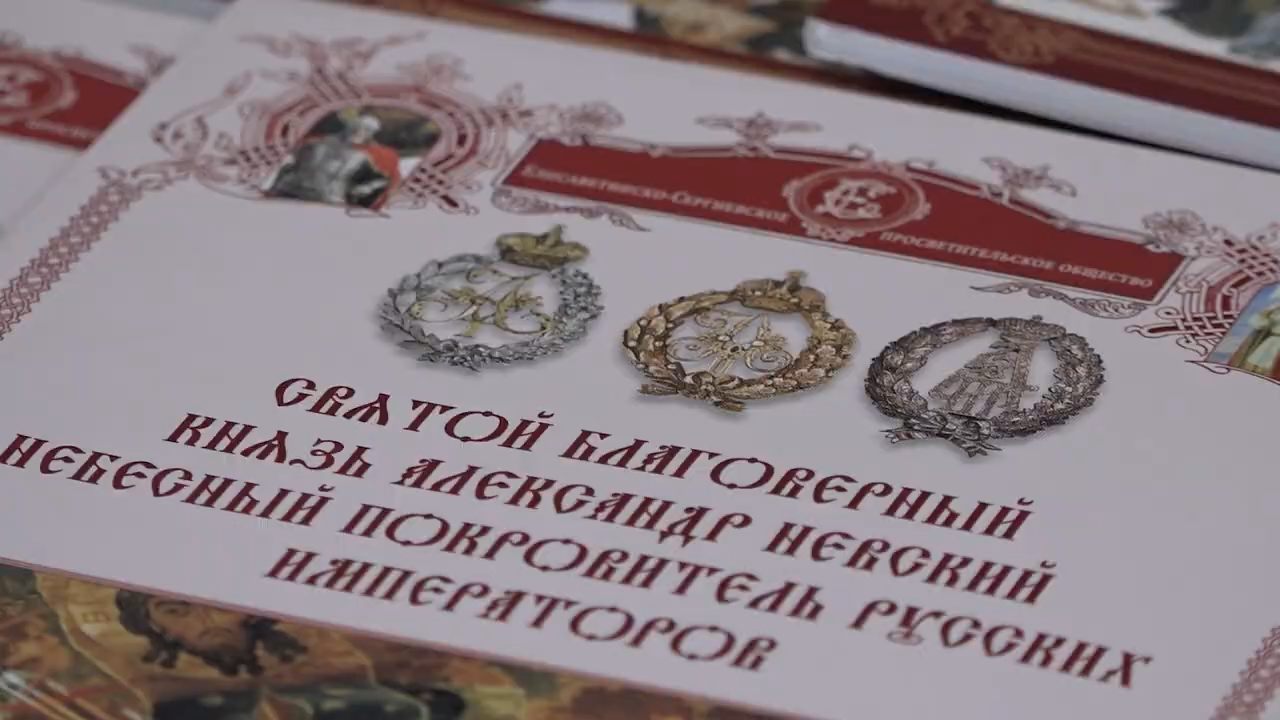 Елисаветинско-Сергиевское просветительское общество
СВЯТОЙ БЛАГОВЕРНЫЙ
КНЯЗЬ АЛЕКСАНДР НЕВСКИЙ
НЕБЕСНЫЙ ПОКРОВИТЕЛЬ РУССКИХ
ИМПЕРАТОРОВ